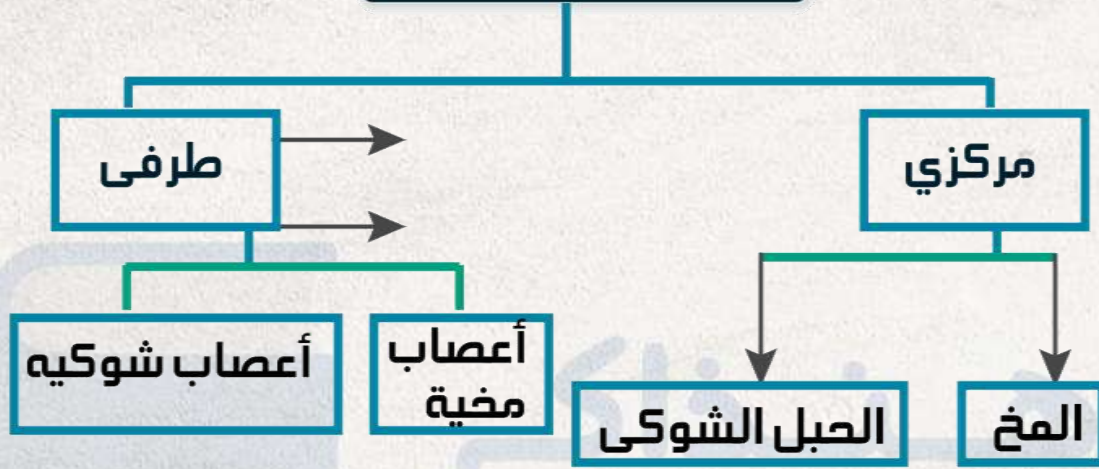 مركزي
طرفى
المخ
الحبل الشوكى
أعصاب
مخية
أعصاب شوكيه